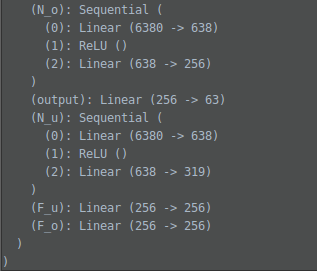 (N_o): Sequential (
(0): Linear (6380 -> 638)
(1): ReLU ()
(2): Linear (638 -> 256)
)
(output): Linear (256 -> 63)
(N_u): Sequential (
(0): Linear (6380 -> 638)
(1): ReLU ()
(2): Linear (638 -> 319)
)
(F_u): Linear (256 -> 256)
(F_o): Linear (256 -> 256)
)
)